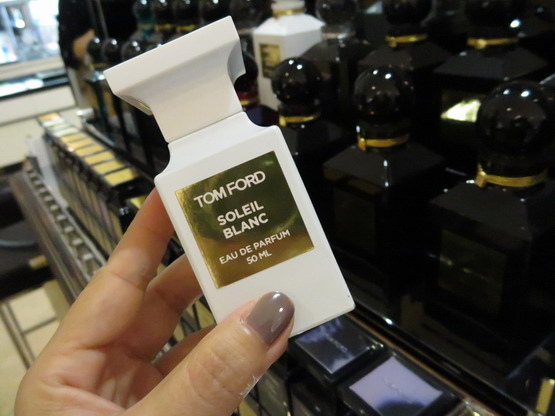 TOM FORD
SOLEIL
BLANC
EAU DE PARFUM
50 ML